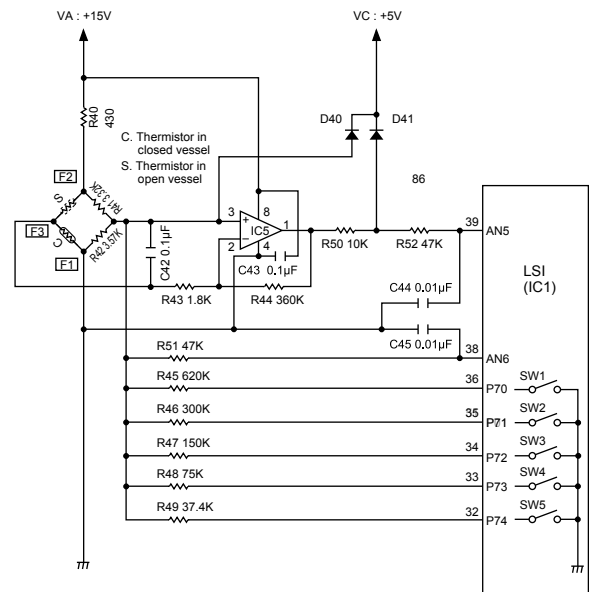 VA : +15V
VC : +5V
R40
430
D40
D41
C. Thermistor in
closed vessel
S. Thermistor in
open vessel
86
F2
S
R41 3.32K
F3
C
R42 3.57K
F1
C42 0.1µF
3
+
8
IC5
1
2
−
4
C43 0.1µF
R50 10K
R52 47K
39
AN5
LSI
(IC1)
R43 1.8K
R44 360K
C44 0.01µF
C45 0.01µF
R51 47K
38
AN6
R45 620K
36
P70
SW1
R46 300K
35
P71
SW2
R47 150K
34
P72
SW3
R48 75K
33
P73
SW4
R49 37.4K
32
P74
SW5